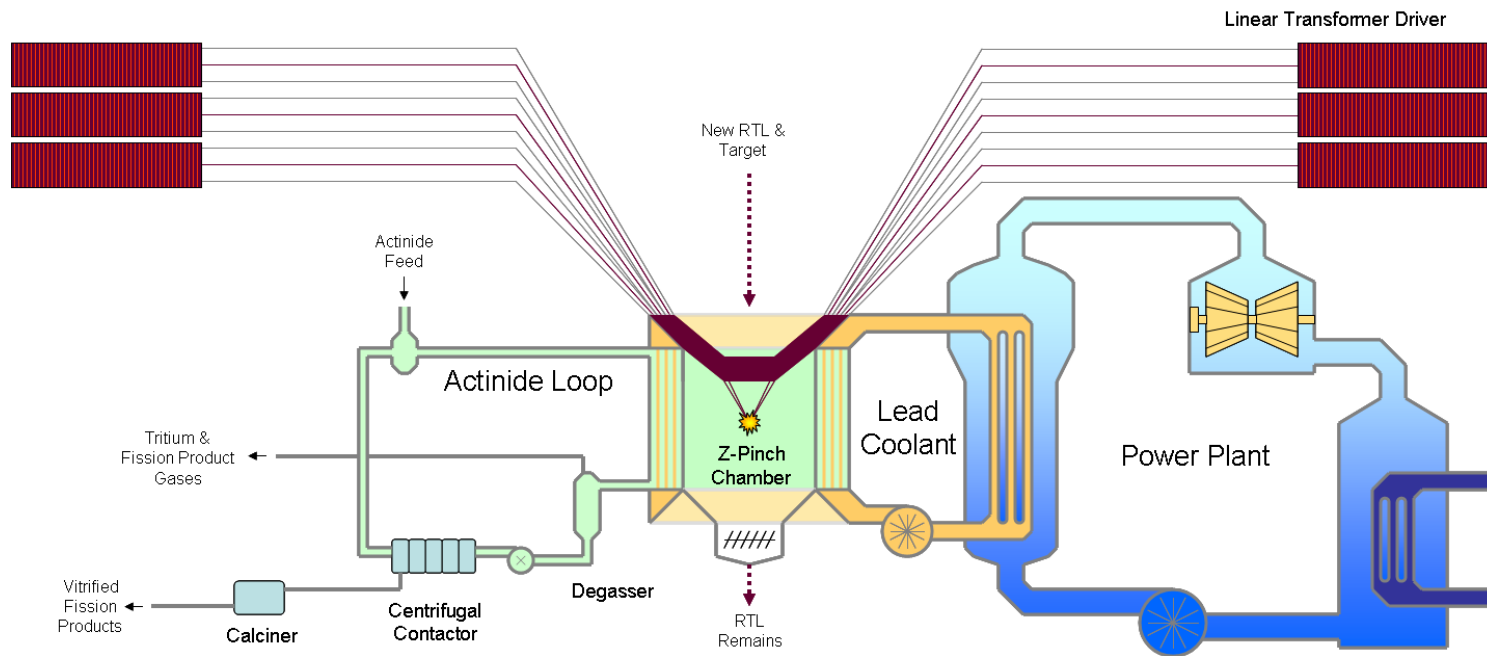 Linear Transformer Driver
New RTL &
Target
Actinide
Feed
Actinide Loop
Lead
Coolant
Power Plant
Z-Pinch
Chamber
Tritium &
Fission Product
Gases
Degasser
Centrifugal
Contactor
Calciner
Vitrified
Fission
Products
RTL
Remains